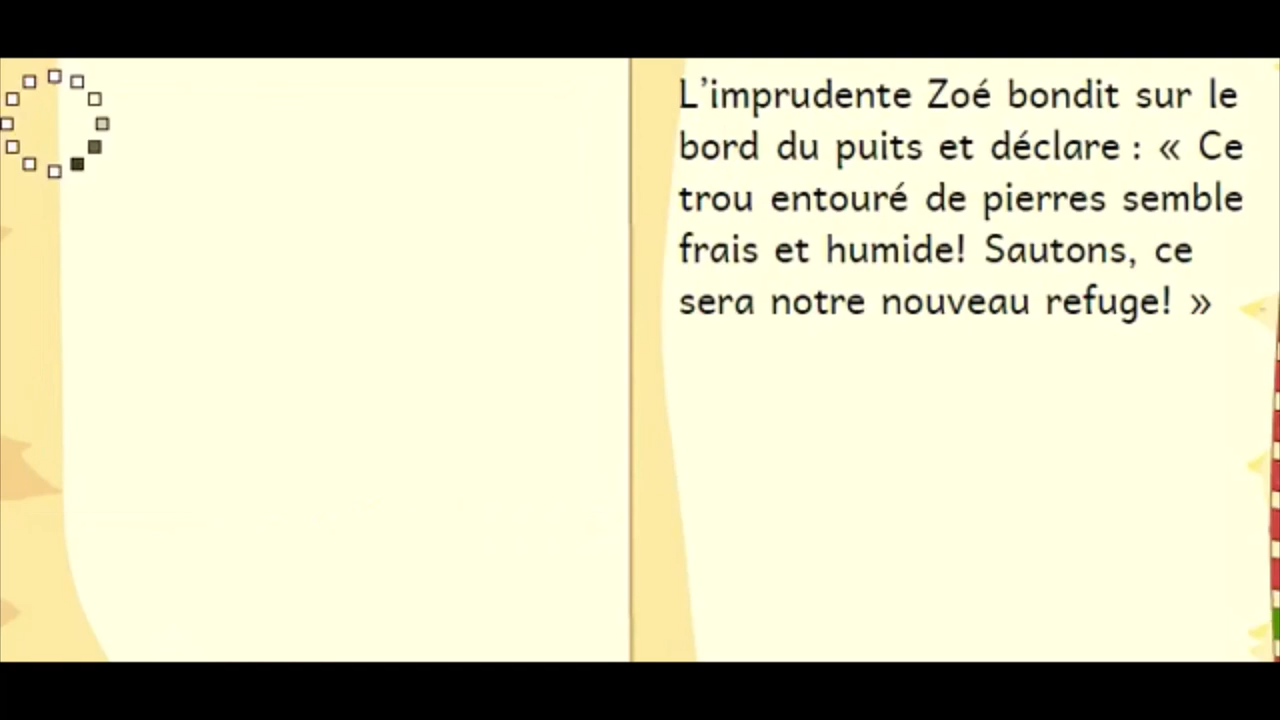 L'imprudente Zoé bondit sur le
bord du puits et déclare : « Ce
trou entouré de pierres semble
frais et humide! Sautons, ce
sera notre nouveau refuge! »